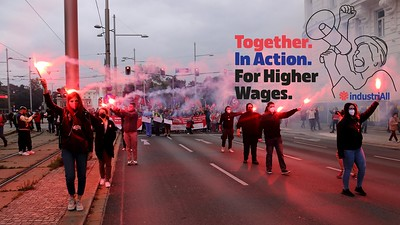 Together.
In Action.
For Higher
Wages.
industriAll